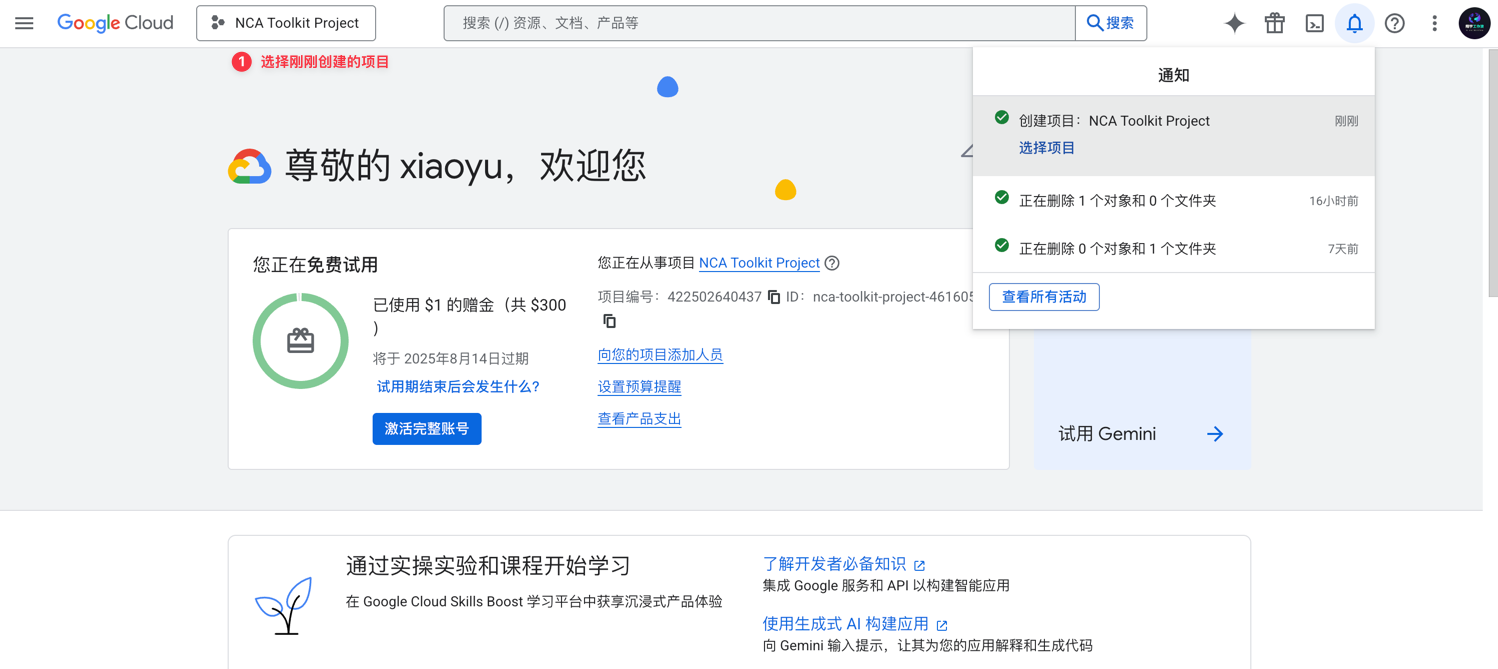 Google Cloud
NCA Toolkit Project
搜索 (/) 资源、文档、产品等
搜索
1 选择刚刚创建的项目
通知
创建项目：NCA Toolkit Project
刚刚
选择项目
正在删除 1 个对象和 0 个文件夹
16小时前
正在删除 0 个对象和 1 个文件夹
7天前
查看所有活动
尊敬的 xiaoyu，欢迎您
您正在免费试用
已使用 $1 的赠金（共 $300
）
将于 2025年8月14日过期
试用期结束后会发生什么?
激活完整账号
您正在从事项目 NCA Toolkit Project
项目编号：422502640437 ID：nca-toolkit-project-461605
向您的项目添加人员
设置预算提醒
查看产品支出
试用 Gemini
通过实操实验和课程开始学习
在 Google Cloud Skills Boost 学习平台中获享沉浸式产品体验
了解开发者必备知识
集成 Google 服务和 API 以构建智能应用
使用生成式 AI 构建应用
向 Gemini 输入提示，让其为您的应用解释和生成代码